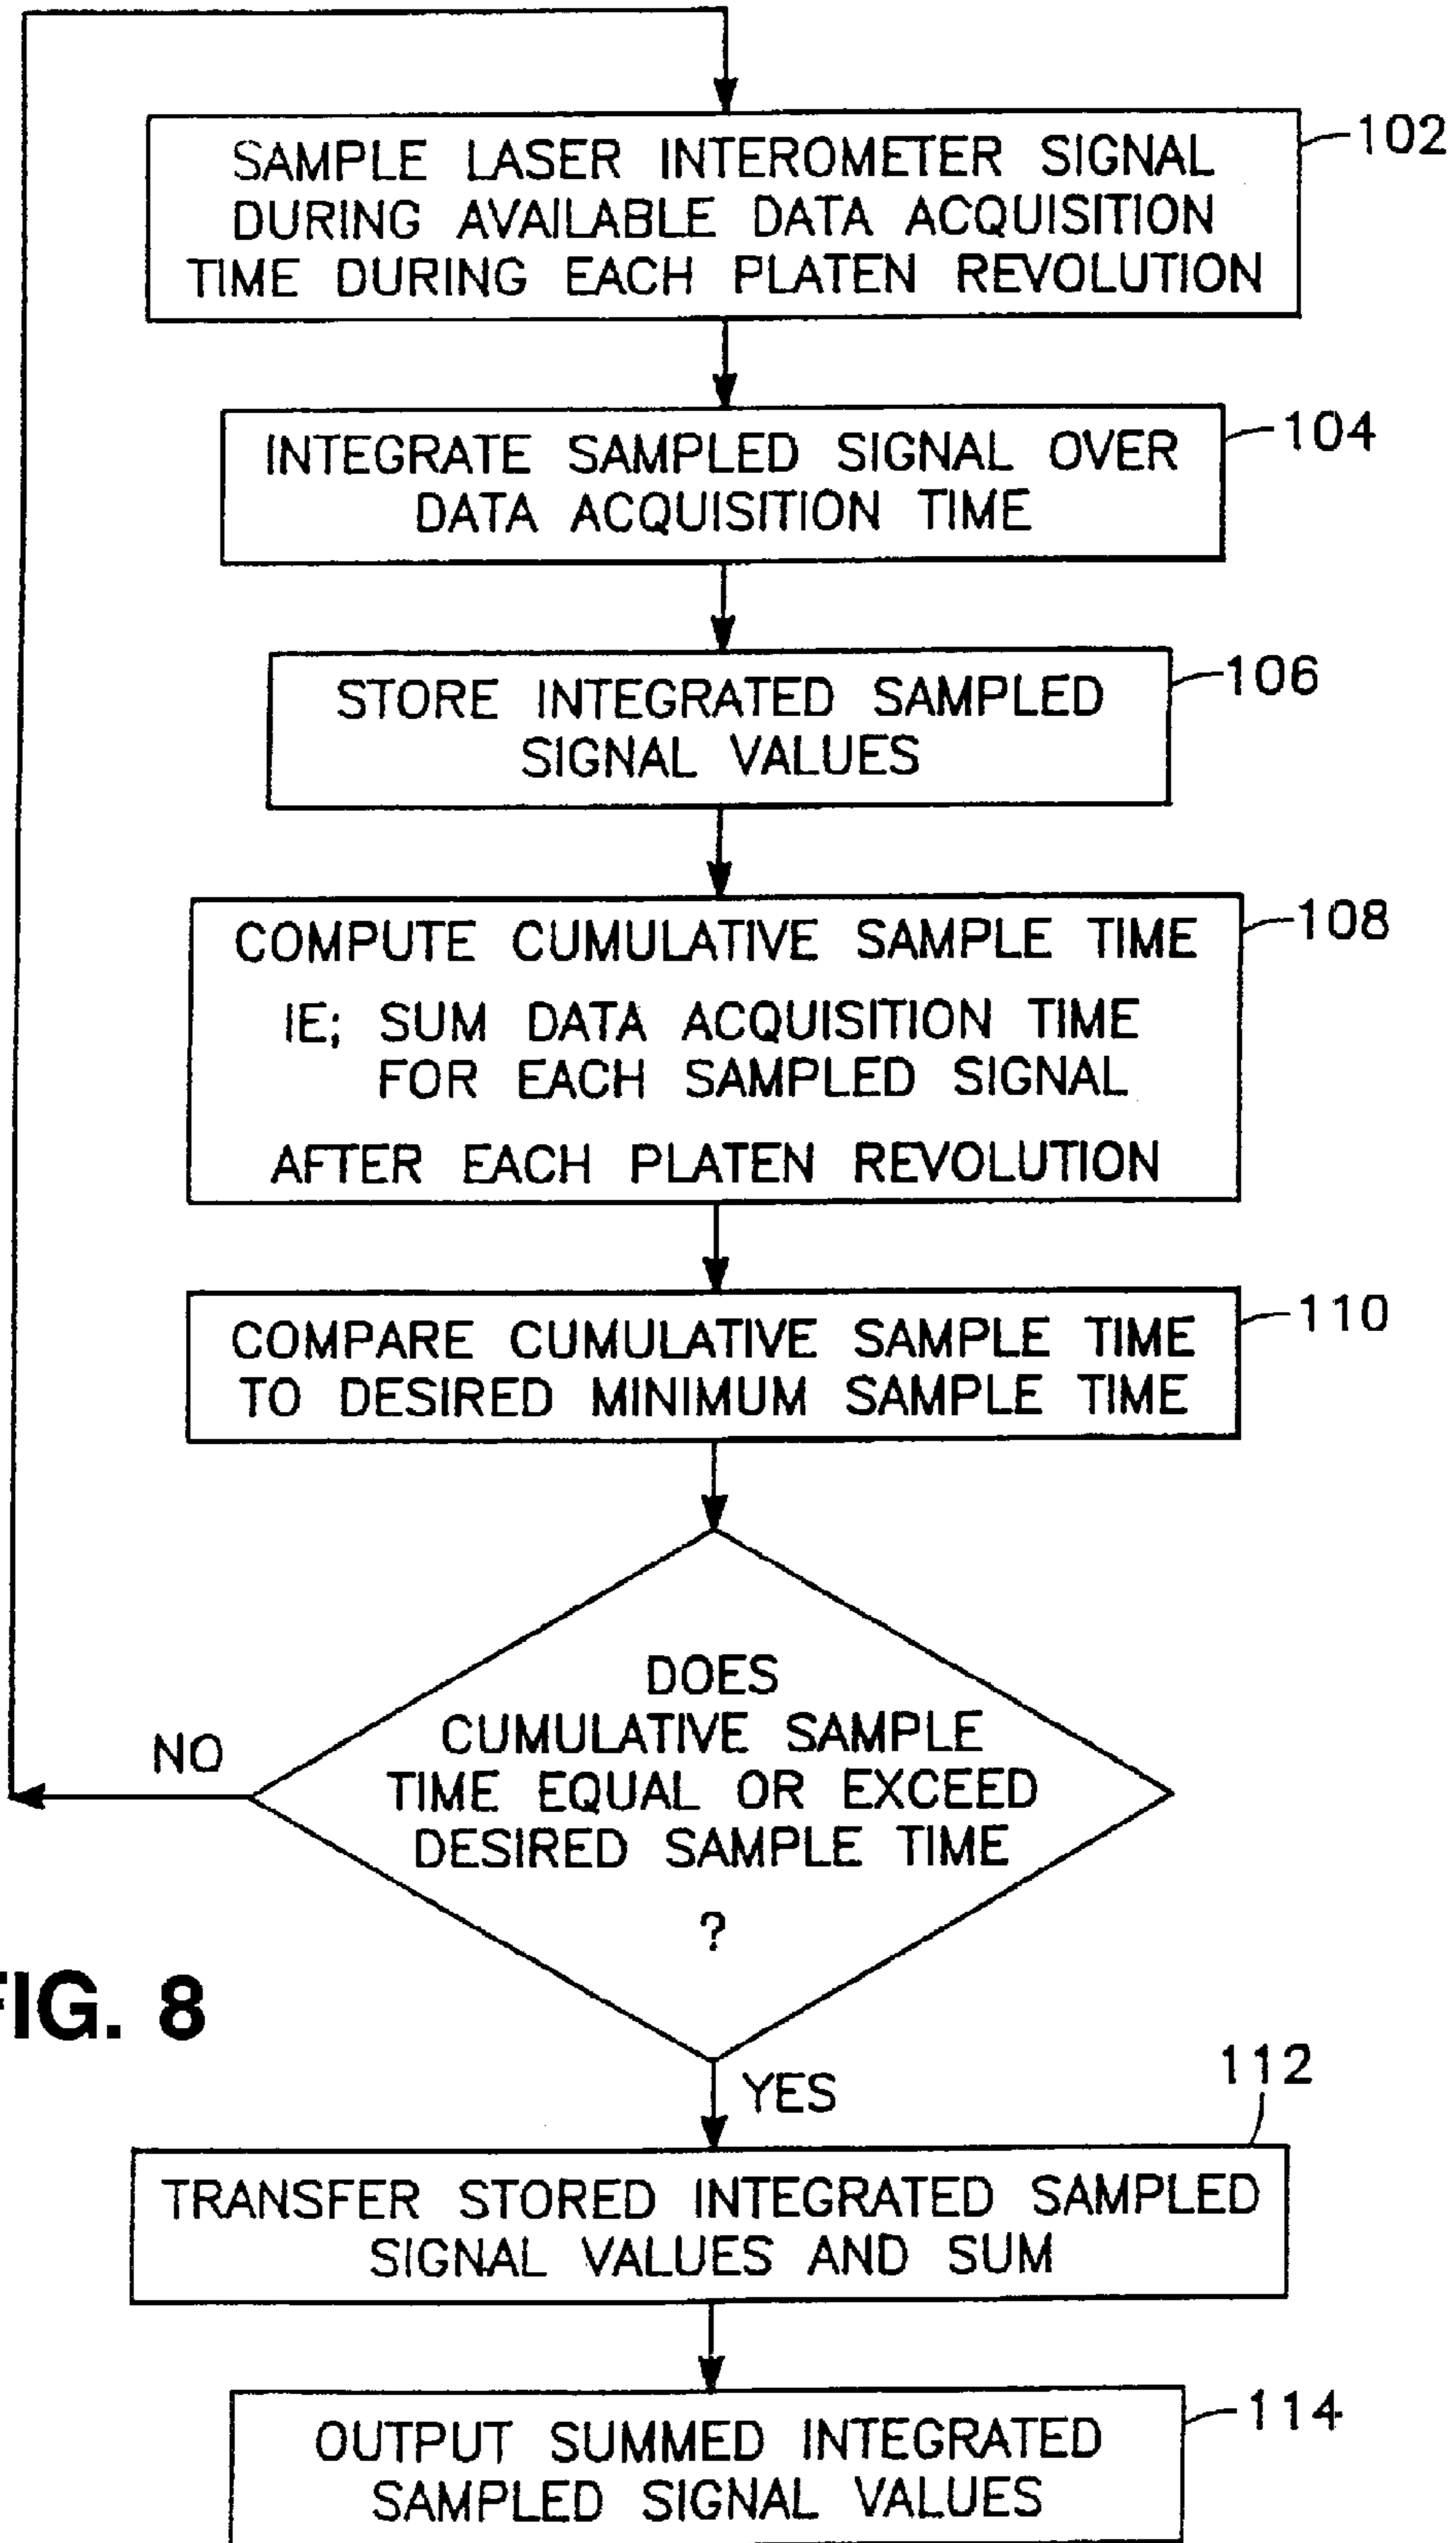 SAMPLE LASER INTEROMETER SIGNAL
DURING AVAILABLE DATA ACQUISITION
TIME DURING EACH PLATEN REVOLUTION
102
INTEGRATE SAMPLED SIGNAL OVER
DATA ACQUISITION TIME
104
STORE INTEGRATED SAMPLED
SIGNAL VALUES
106
COMPUTE CUMULATIVE SAMPLE TIME
IE; SUM DATA ACQUISITION TIME
FOR EACH SAMPLED SIGNAL
AFTER EACH PLATEN REVOLUTION
108
COMPARE CUMULATIVE SAMPLE TIME
TO DESIRED MINIMUM SAMPLE TIME
110
DOES
CUMULATIVE SAMPLE
TIME EQUAL OR EXCEED
DESIRED SAMPLE TIME
?
NO
FIG. 8
YES
112
TRANSFER STORED INTEGRATED SAMPLED
SIGNAL VALUES AND SUM
OUTPUT SUMMED INTEGRATED
SAMPLED SIGNAL VALUES
114